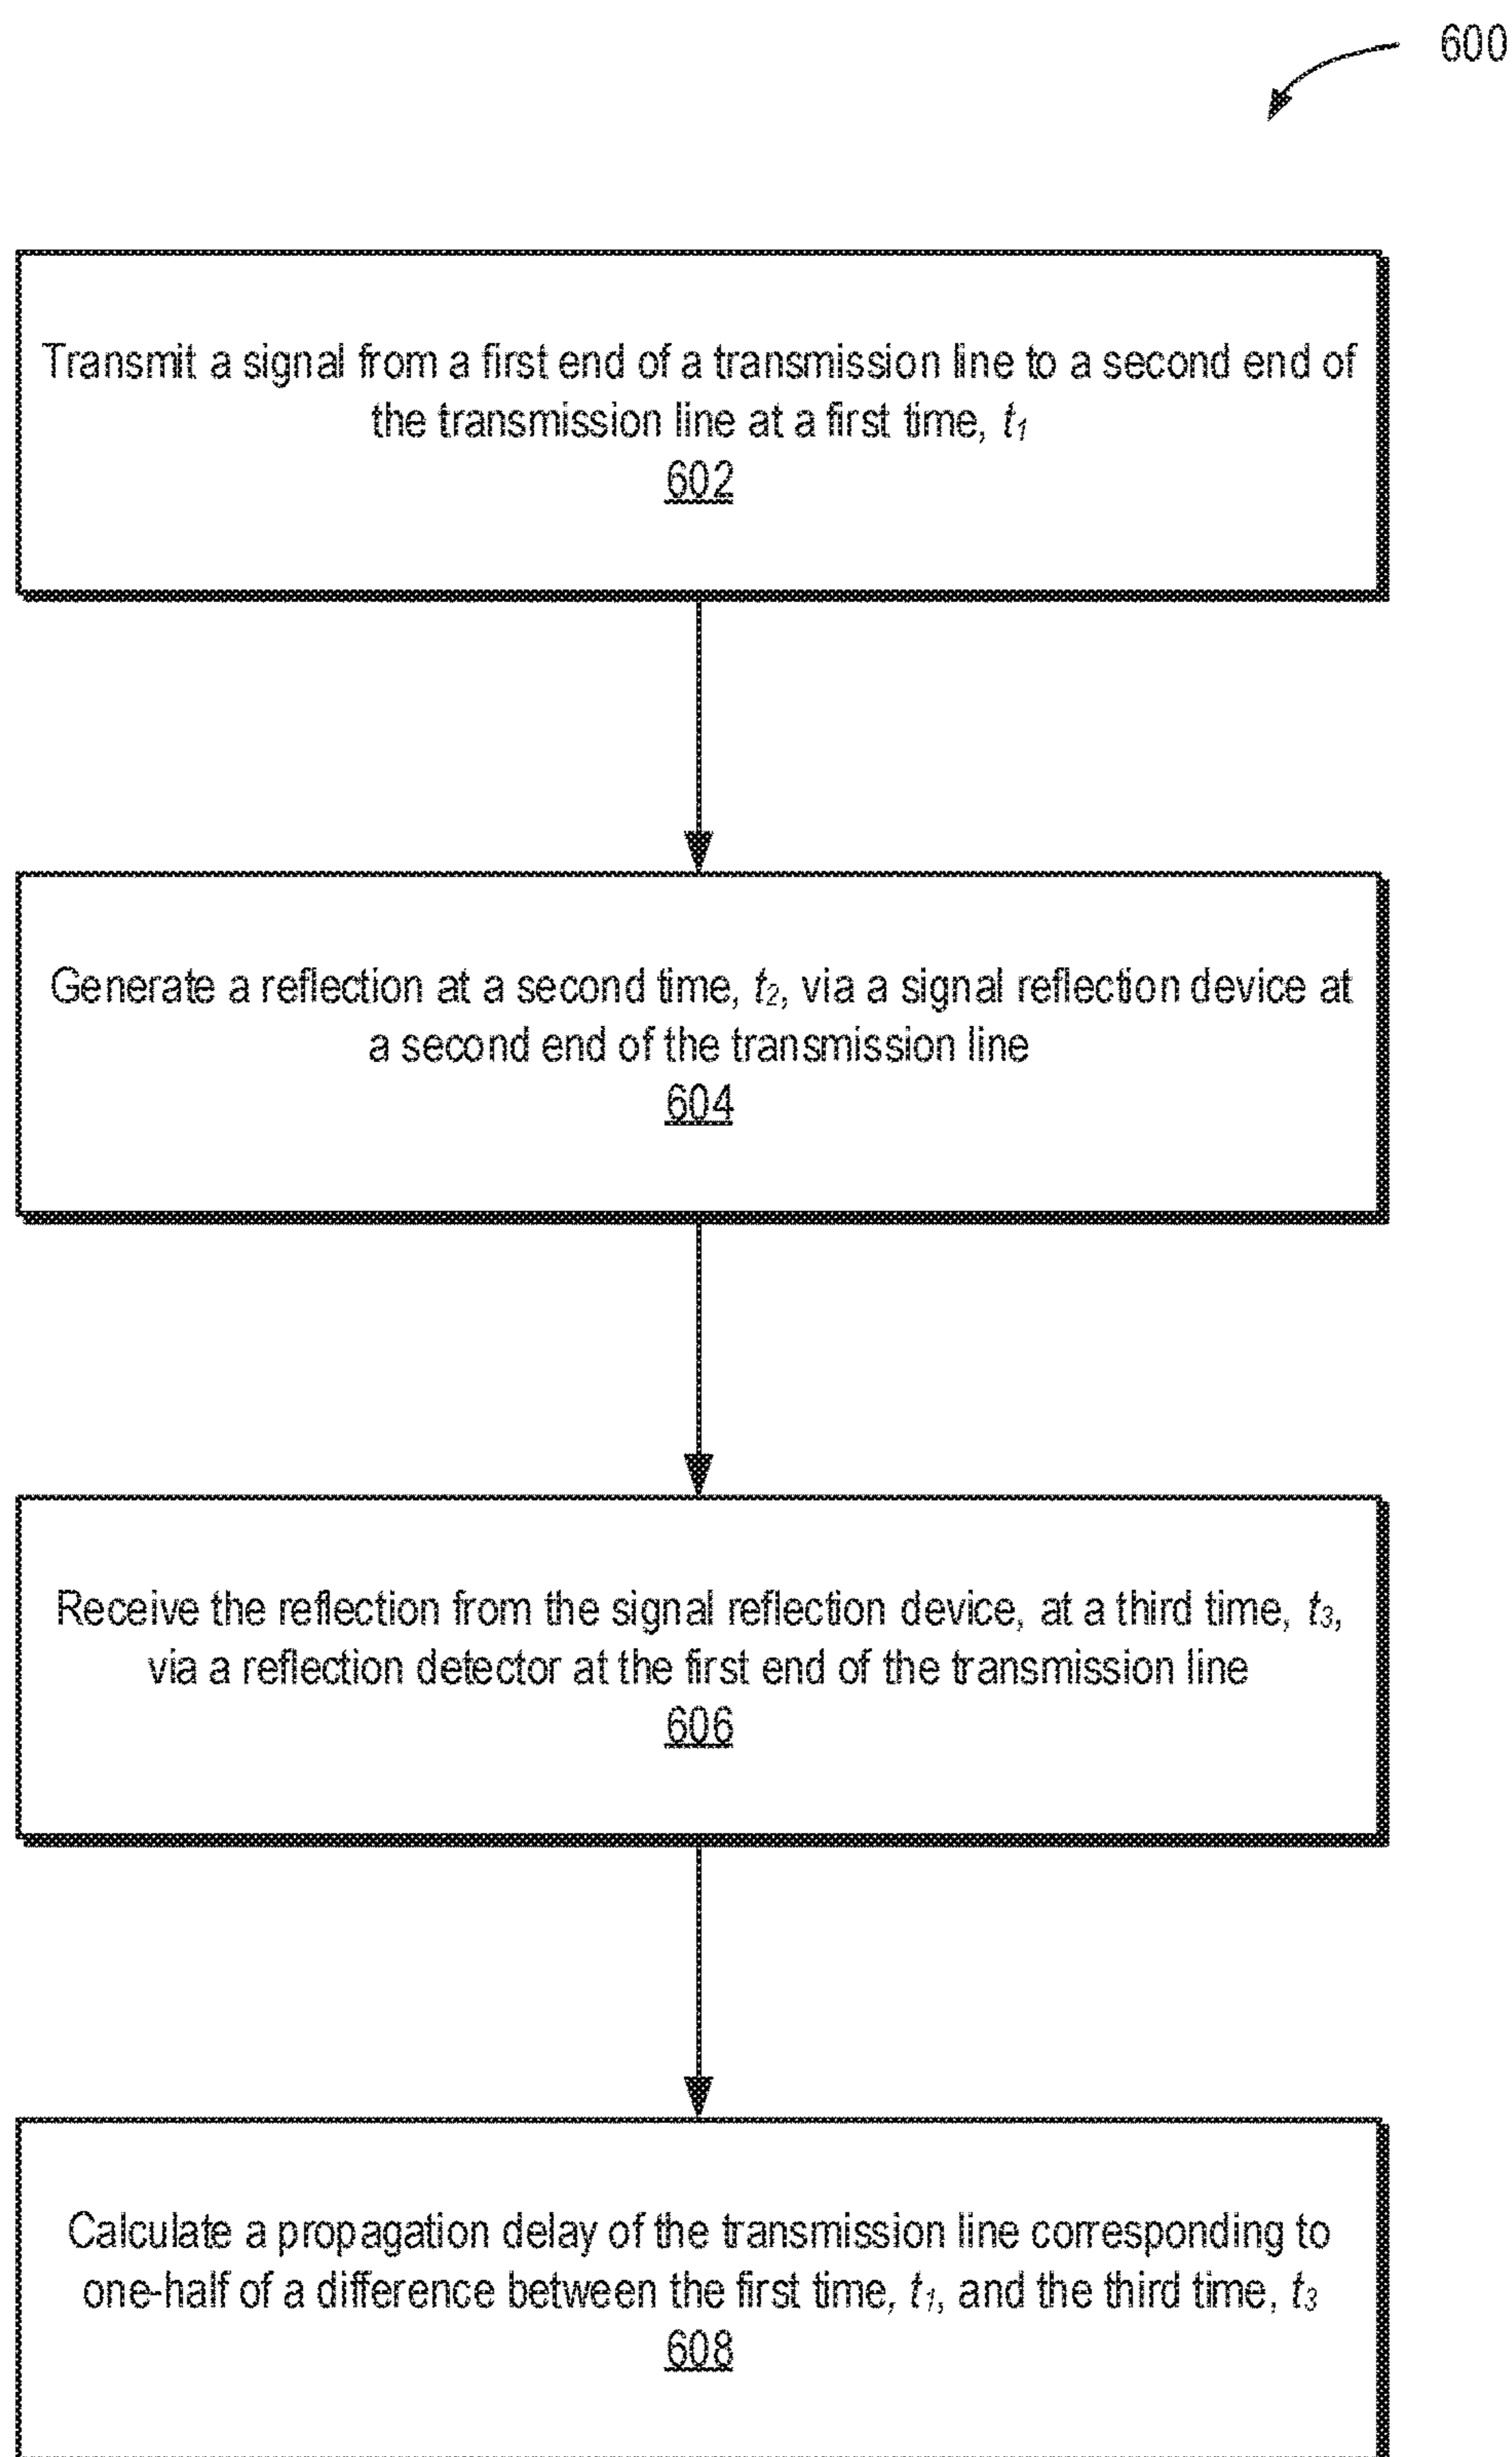 600
Transmit a signal from a first end of a transmission line to a second end of
the transmission line at a first time, t₁
602
Generate a reflection at a second time, t₂, via a signal reflection device at
a second end of the transmission line
604
Receive the reflection from the signal reflection device, at a third time, t₃,
via a reflection detector at the first end of the transmission line
606
Calculate a propagation delay of the transmission line corresponding to
one-half of a difference between the first time, t₁, and the third time, t₃
608